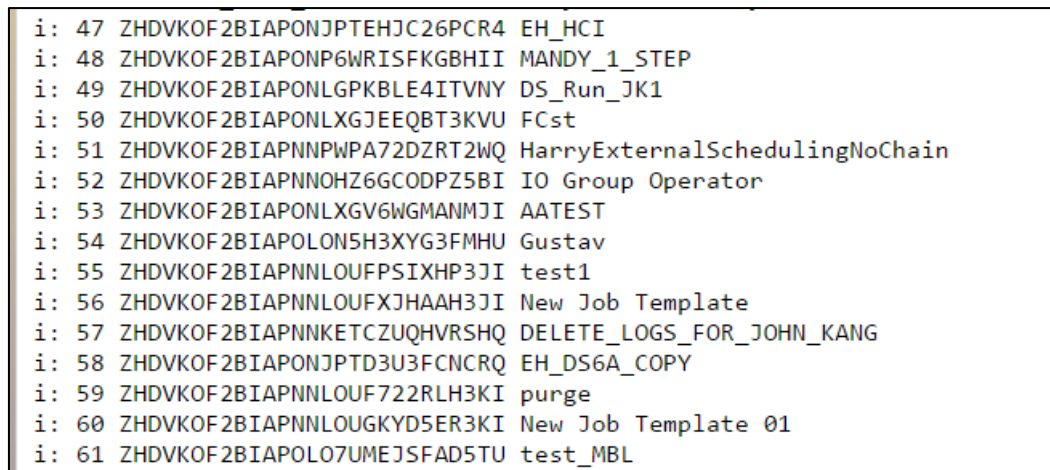 i: 47 ZHDVKOF2BIAPONJPTEHJC26PCR4 EH_HCI
i: 48 ZHDVKOF2BIAPONP6WRISFKGBHII MANDY_1_STEP
i: 49 ZHDVKOF2BIAPONLGPKBLE4ITVNY DS_Run_JK1
i: 50 ZHDVKOF2BIAPONLXGJEEQBT3KVU FCst
i: 51 ZHDVKOF2BIAPNNPWPA72DZRT2WQ HarryExternalSchedulingNoChain
i: 52 ZHDVKOF2BIAPNNOHZ6GCODPZ5BI IO Group Operator
i: 53 ZHDVKOF2BIAPONLXGV6WGMANMJI AATEST
i: 54 ZHDVKOF2BIAPOLON5H3XYG3FMHU Gustav
i: 55 ZHDVKOF2BIAPNNLOUFPSIXHP3JI test1
i: 56 ZHDVKOF2BIAPNNLOUFXJHAAH3JI New Job Template
i: 57 ZHDVKOF2BIAPNNKETCZUQHVRSHQ DELETE_LOGS_FOR_JOHN_KANG
i: 58 ZHDVKOF2BIAPONJPTD3U3FCNCRQ EH_DS6A_COPY
i: 59 ZHDVKOF2BIAPNNLOUF722RLH3KI purge
i: 60 ZHDVKOF2BIAPNNLOUGKYD5ER3KI New Job Template 01
i: 61 ZHDVKOF2BIAPOLO7UMEJSFAD5TU test_MBL